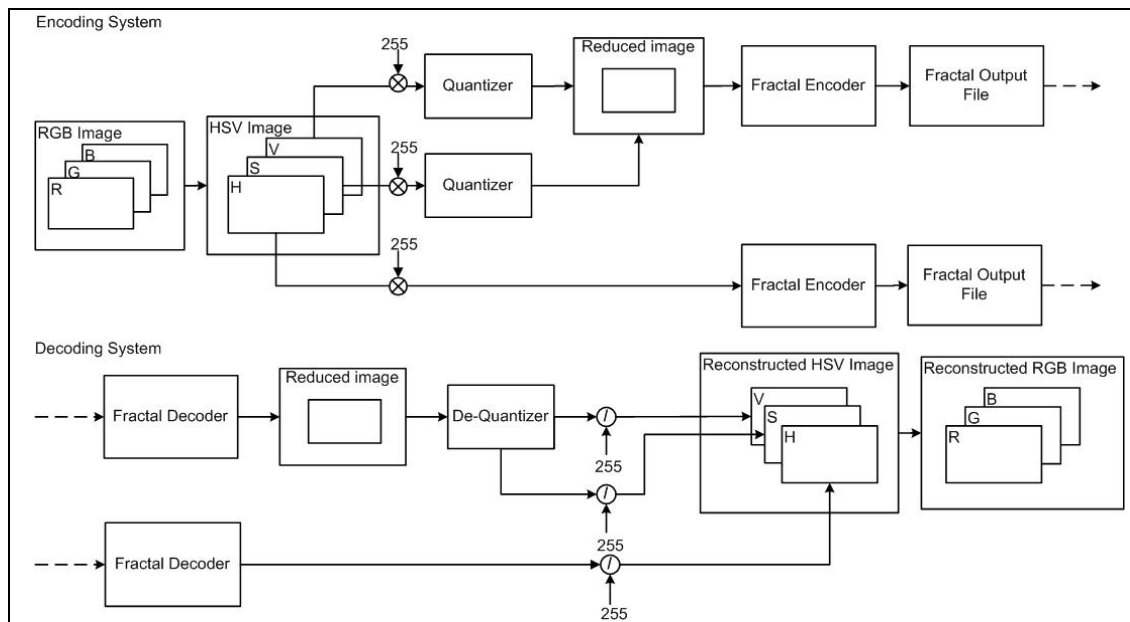 Encoding System
255
Quantizer
Reduced image
Fractal Encoder
Fractal Output
File
RGB Image
B
G
R
HSV Image
V
S
H
255
Quantizer
255
Fractal Encoder
Fractal Output
File
Decoding System
Fractal Decoder
Reduced image
De-Quantizer
/
255
/
255
Reconstructed HSV Image
V
S
H
Reconstructed RGB Image
B
G
R
Fractal Decoder
/
255